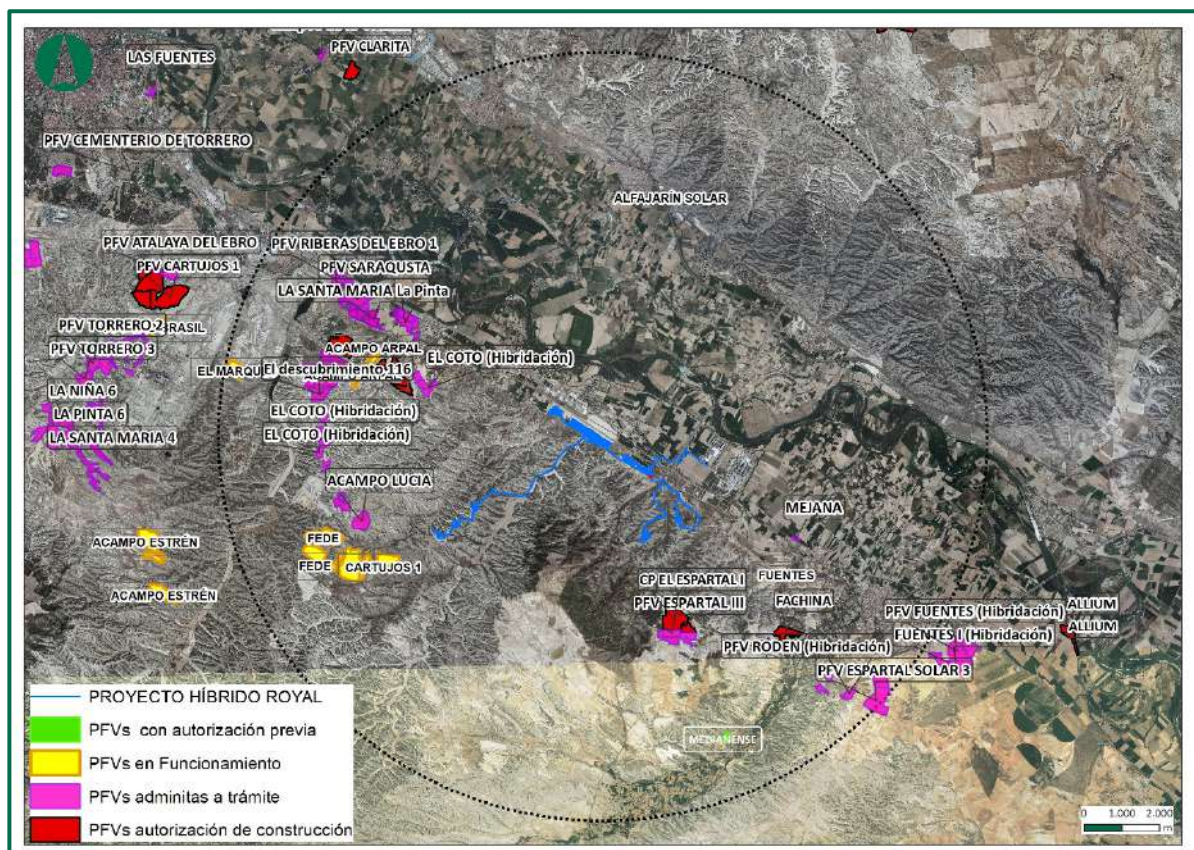 PFV CLARITA
LAS FUENTES
PFV CEMENTERIO DE TORRERO
ALFAJARÍN SOLAR
PFV ATALAYA DEL EBRO
PFV RIBERAS DEL EBRO 1
PFV CARTUJOS 1
PFV SARAQUSTA
LA SANTA MARIA La Pinta
PFV TORRERO 2
BRASIL
PFV TORRERO 3
ACAMPO ARPAL
EL COTO (Hibridación)
EL MARQU
El descubrimiento 116
LA NIÑA 6
LA PINTA 6
EL COTO (Hibridación)
LA SANTA MARIA 4
EL COTO (Hibridación)
ACAMPO LUCIA
MEJANA
ACAMPO ESTRÉN
FEDE
FEDE
CARTUJOS 1
CP EL ESPARTAL I
FUENTES
ACAMPO ESTRÉN
PFV ESPARTAL III
FACHINA
PFV FUENTES (Hibridación)
ALLIUM
ALLIUM
FUENTES I (Hibridación)
PFV RODEN (Hibridación)
PFV ESPARTAL SOLAR 3
MEDIANENSE
PROYECTO HÍBRIDO ROYAL
PFVs con autorización previa
PFVs en Funcionamiento
PFVs adminitas a trámite
PFVs autorización de construcción
0 1.000 2.000
m